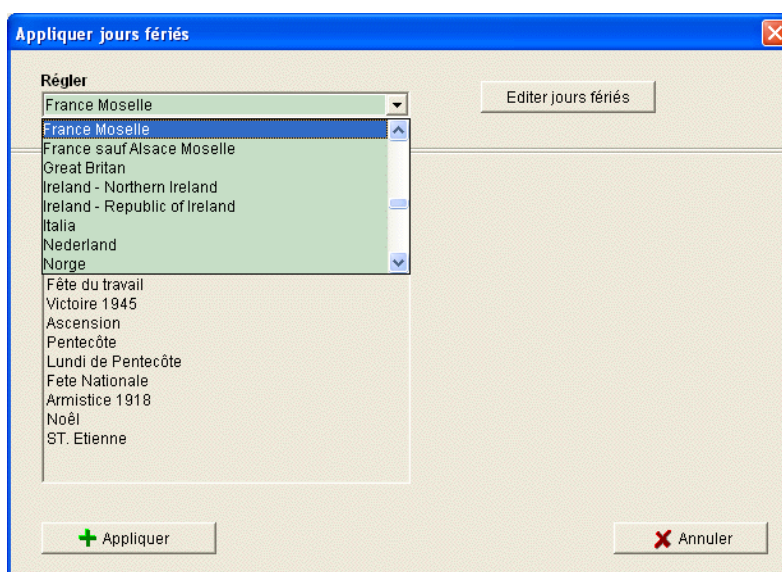 Appliquer jours fériés
Régler
France Moselle
Editer jours fériés
France Moselle
France sauf Alsace Moselle
Great Britan
Ireland - Northern Ireland
Ireland - Republic of Ireland
Italia
Nederland
Norge
Fête du travail
Victoire 1945
Ascension
Pentecôte
Lundi de Pentecôte
Fete Nationale
Armistice 1918
Noêl
ST. Etienne
Appliquer
Annuler